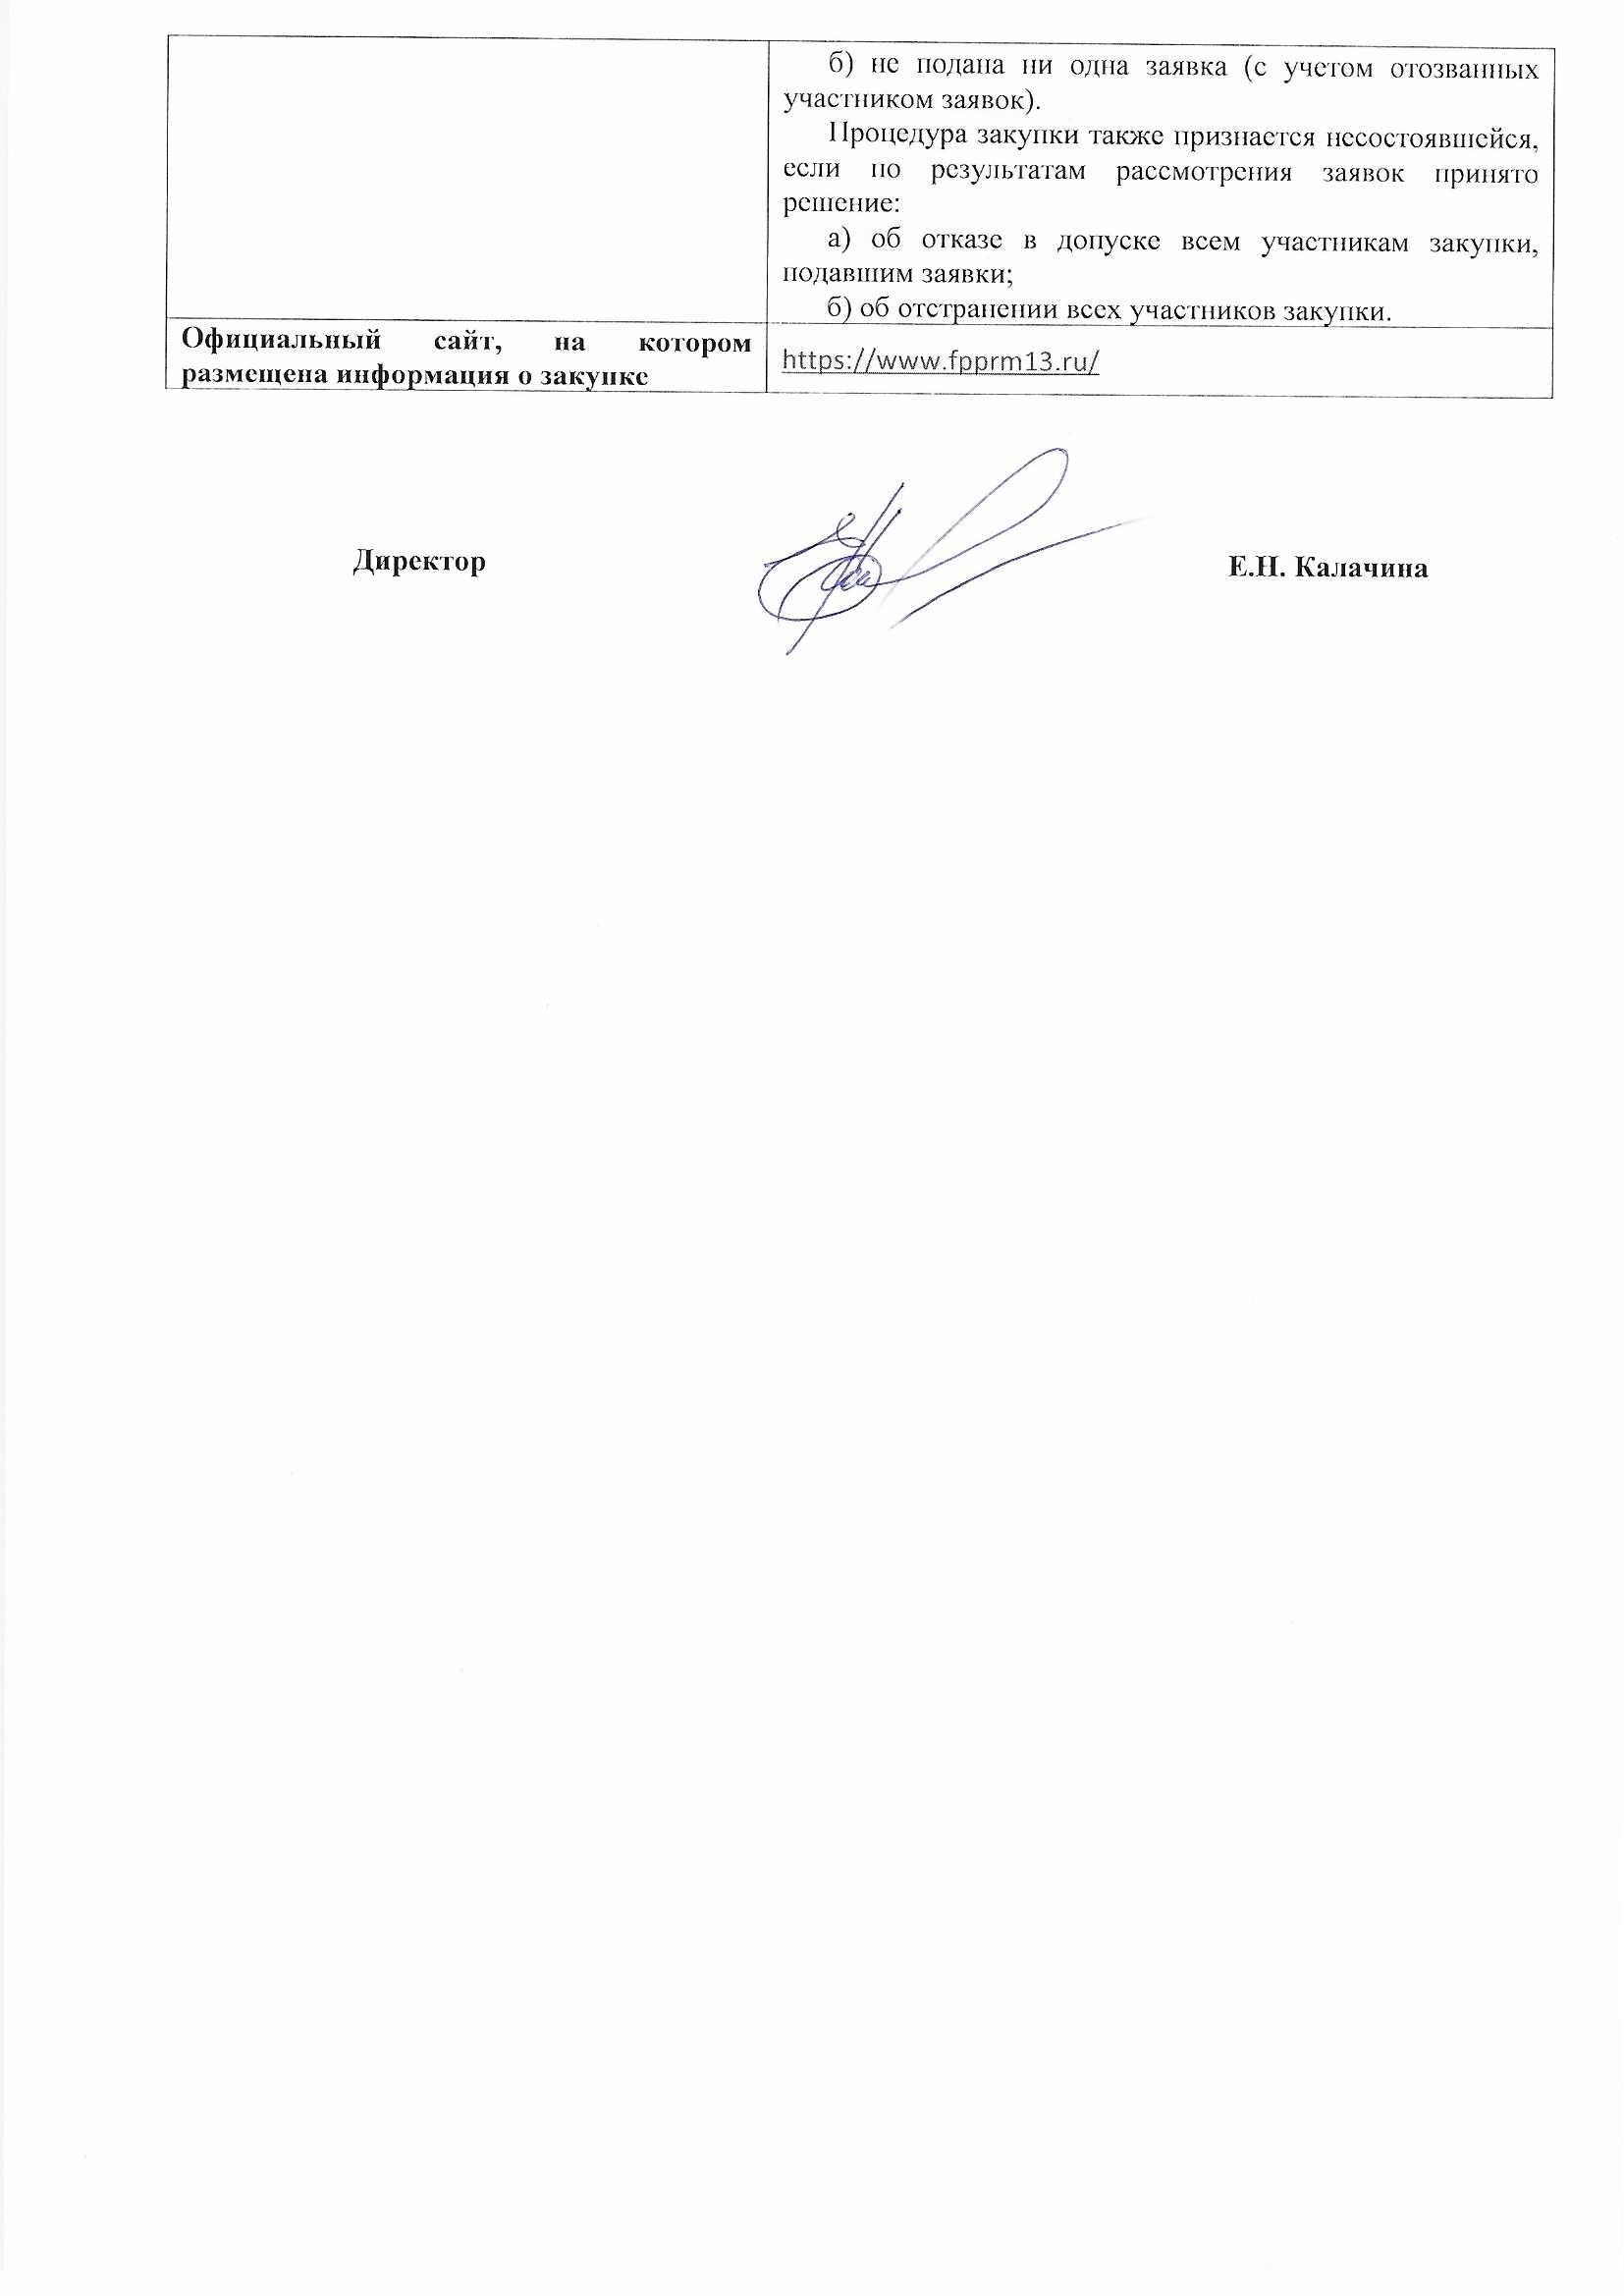 б) не подана ни одна заявка (с учетом отозванных
участником заявок).
Процедура закупки также признается несостоявшейся,
если по результатам рассмотрения заявок принято
решение:
а) об отказе в допуске всем участникам закупки,
подавшим заявки;
б) об отстранении всех участников закупки.
Официальный сайт, на котором
размещена информация о закупке
https://www.fpprm13.ru/
Директор
Е.Н. Калачина